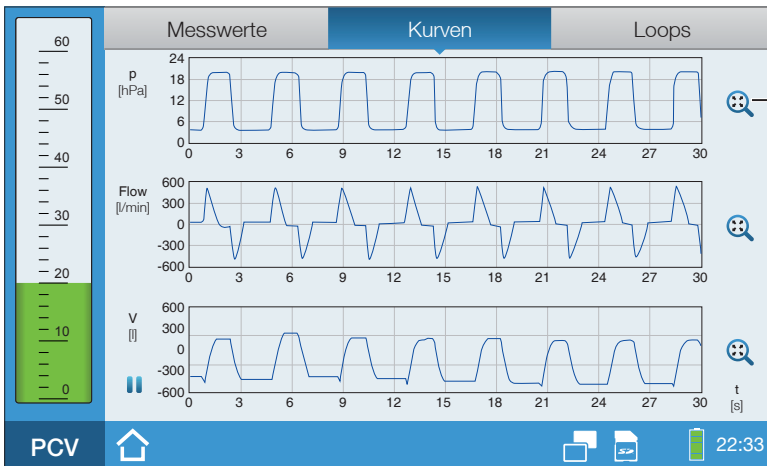 Messwerte Kurven Loops
60
50
40
30
20
10
0
p
[hPa]
24
18
12
6
0
0 3 6 9 12 15 18 21 24 27 30
Flow
[l/min]
600
300
0
-300
-600
0 3 6 9 12 15 18 21 24 27 30
V
[l]
600
300
0
-300
-600
0 3 6 9 12 15 18 21 24 27 30
t
[s]
PCV 22:33